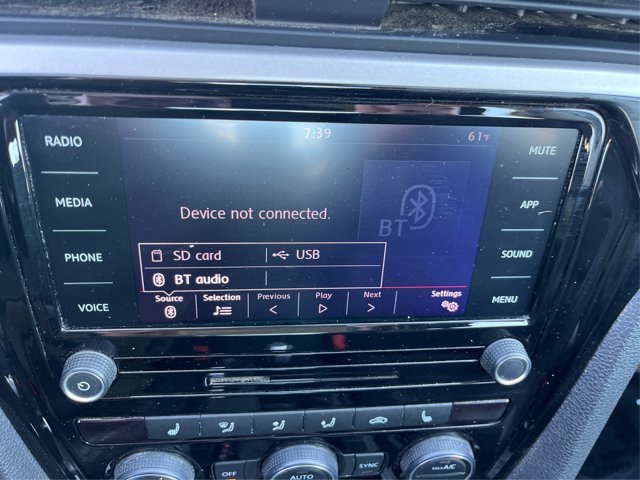 7:39
61°F
RADIO
MEDIA
PHONE
VOICE
MUTE
APP
SOUND
MENU
Device not connected.
BT
SD card
USB
BT audio
Source
Selection
Previous
Play
Next
Settings
OFF
AUTO
SYNC
MAX A/C